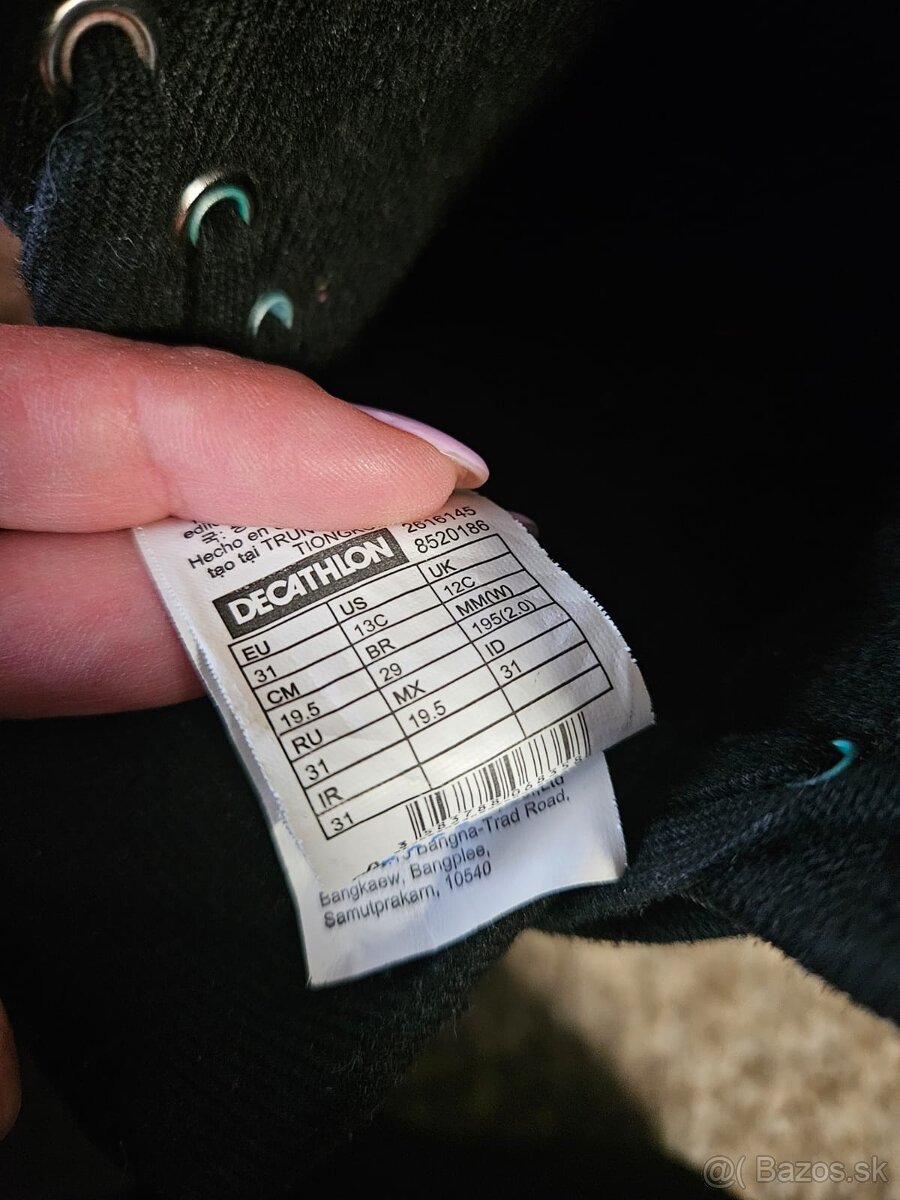 Hecho en
tạo tại TRUN
TIONGKO
2616145
8520186
DECATHLON
EU US UK
31 13C 12C
CM BR MM(W)
19.5 29 195(2.0)
RU MX ID
31 19.5 31
IR
31
Bangna-Trad Road,
Bangkaew, Bangplee,
Samutprakarn, 10540
@( Bazos.sk